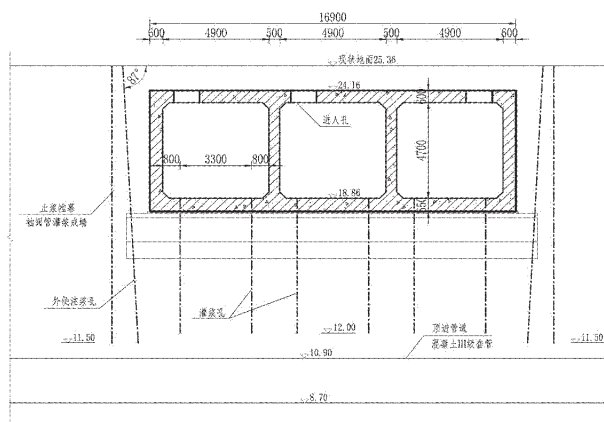 16900
600 4900 500 4900 500 4900 600
现状地面25.36
87°
24.16
600
进人孔
800 3300 800
4700
18.86
550
止浆帷幕
袖阀管灌浆成墙
外侧注浆孔
灌浆孔
12.00
顶进管道
混凝土III级套管
11.50
11.50
10.90
8.70